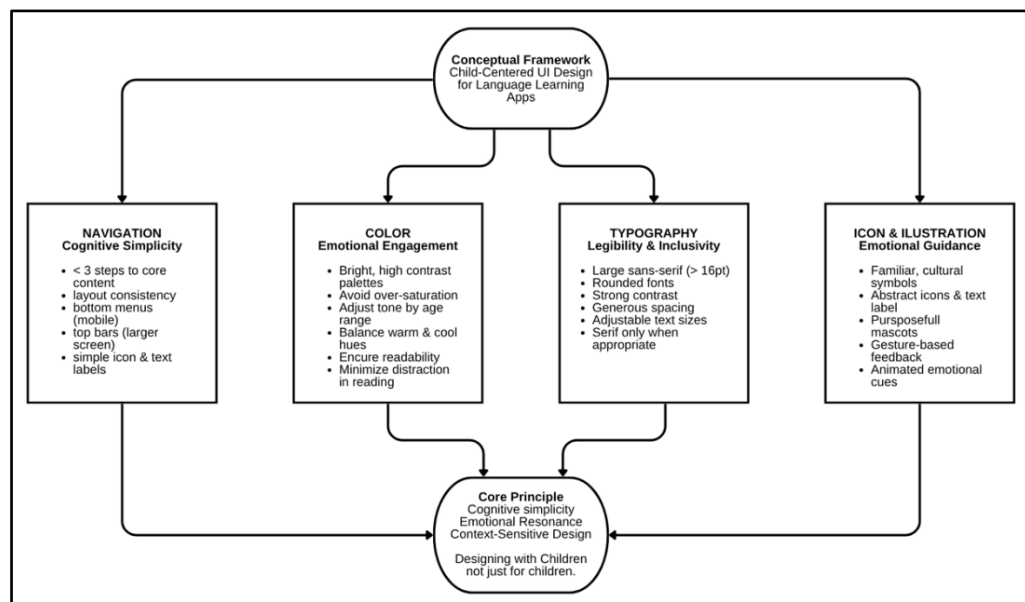 Conceptual Framework
Child-Centered UI Design
for Language Learning
Apps
NAVIGATION
Cognitive Simplicity
• < 3 steps to core
content
• layout consistency
• bottom menus
(mobile)
• top bars (larger
screen)
• simple icon & text
labels
COLOR
Emotional Engagement
• Bright, high contrast
palettes
• Avoid over-saturation
• Adjust tone by age
range
• Balance warm & cool
hues
• Encure readability
• Minimize distraction
in reading
TYPOGRAPHY
Legibility & Inclusivity
• Large sans-serif (> 16pt)
• Rounded fonts
• Strong contrast
• Generous spacing
• Adjustable text sizes
• Serif only when
appropriate
ICON & ILUSTRATION
Emotional Guidance
• Familiar, cultural
symbols
• Abstract icons & text
label
• Pursposefull
mascots
• Gesture-based
feedback
• Animated emotional
cues
Core Principle
Cognitive simplicity
Emotional Resonance
Context-Sensitive Design
Designing with Children
not just for children.